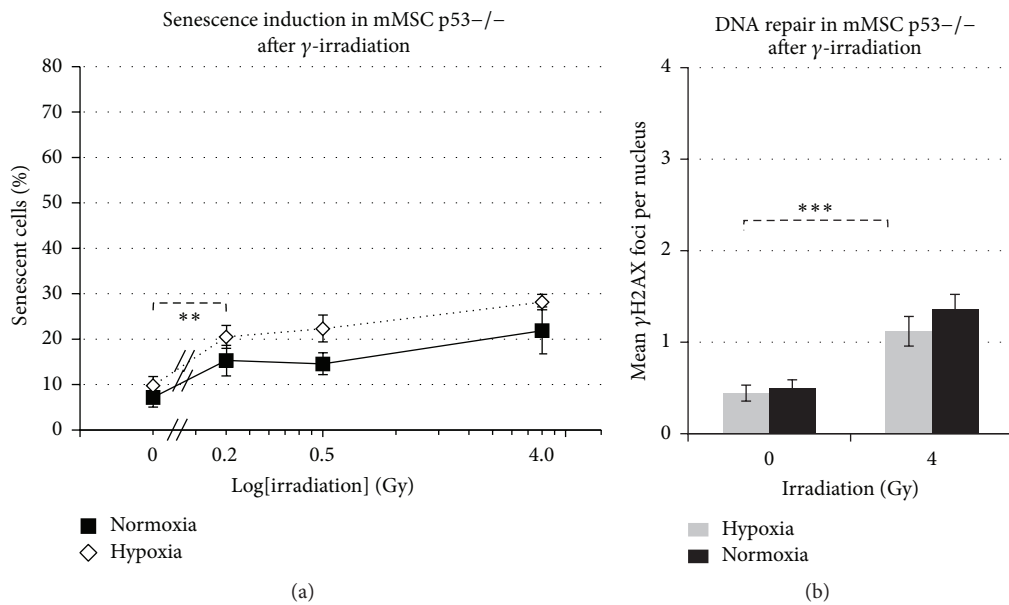 Senescence induction in mMSC p53−/−
after γ-irradiation
80
70
60
50
40
30
20
10
0
Senescent cells (%)
**
0 0.2 0.5 4.0
Log[irradiation] (Gy)
Normoxia
Hypoxia
(a)
DNA repair in mMSC p53−/−
after γ-irradiation
4
3
2
1
0
Mean γH2AX foci per nucleus
***
0 4
Irradiation (Gy)
Hypoxia
Normoxia
(b)